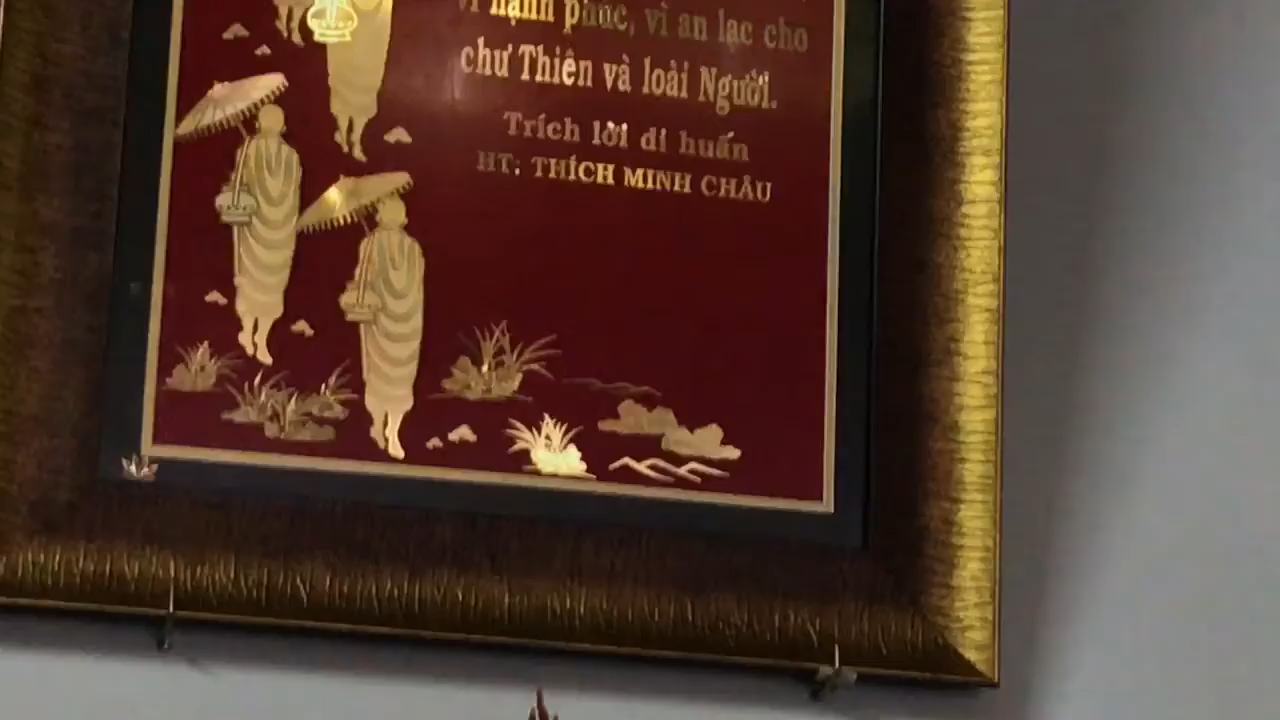 vì hạnh phúc, vì an lạc cho
chư Thiên và loài Người.
Trích lời di huấn
HT: THÍCH MINH CHÂU